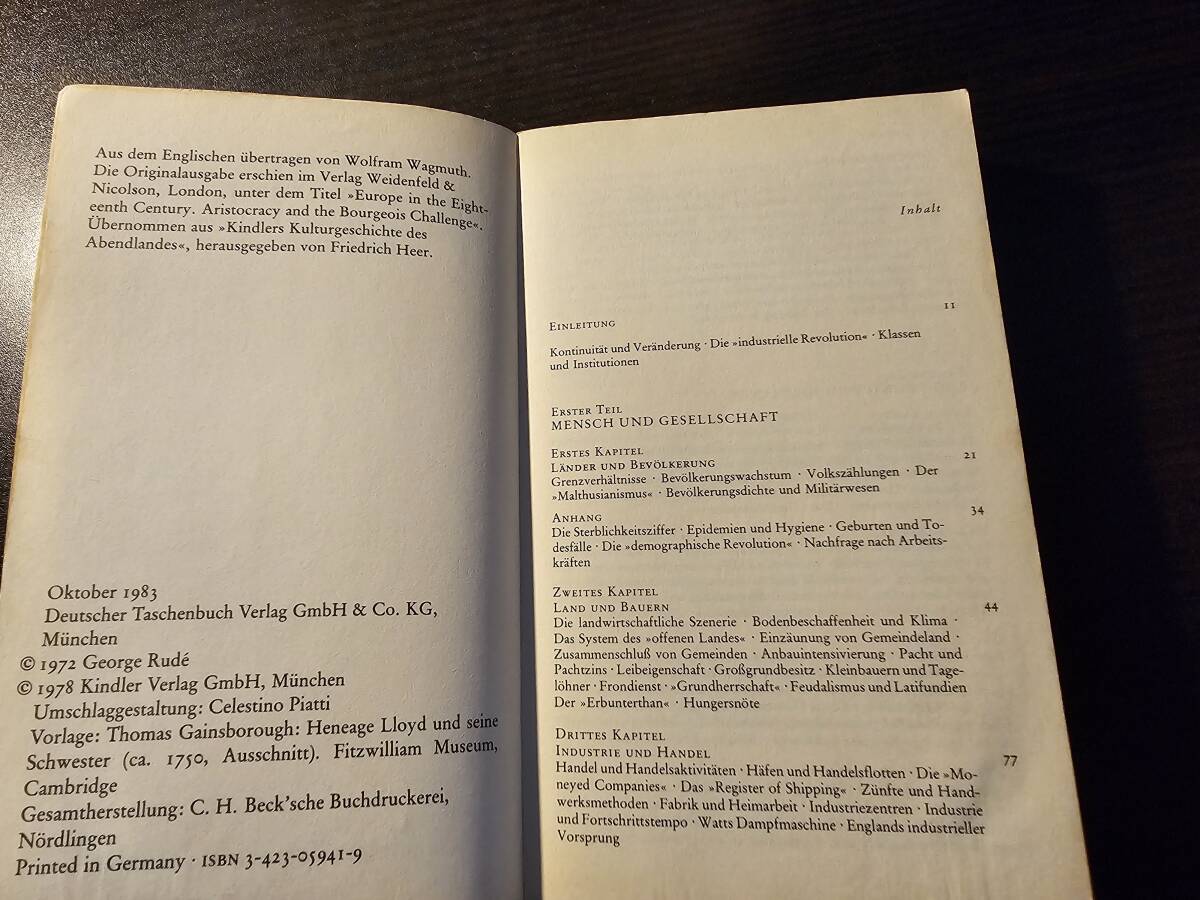 Aus dem Englischen übertragen von Wolfram Wagmuth.
Die Originalausgabe erschien im Verlag Weidenfeld &
Nicolson, London, unter dem Titel »Europe in the Eight-
eenth Century. Aristocracy and the Bourgeois Challenge«.
Übernommen aus »Kindlers Kulturgeschichte des
Abendlandes«, herausgegeben von Friedrich Heer.
Oktober 1983
Deutscher Taschenbuch Verlag GmbH & Co. KG,
München
© 1972 George Rudé
© 1978 Kindler Verlag GmbH, München
Umschlaggestaltung: Celestino Piatti
Vorlage: Thomas Gainsborough: Heneage Lloyd und seine
Schwester (ca. 1750, Ausschnitt). Fitzwilliam Museum,
Cambridge
Gesamtherstellung: C. H. Beck'sche Buchdruckerei,
Nördlingen
Printed in Germany · ISBN 3-423-05941-9
Inhalt
EINLEITUNG 11
Kontinuität und Veränderung · Die »industrielle Revolution« · Klassen
und Institutionen
ERSTER TEIL
MENSCH UND GESELLSCHAFT
ERSTES KAPITEL
LÄNDER UND BEVÖLKERUNG 21
Grenzverhältnisse · Bevölkerungswachstum · Volkszählungen · Der
»Malthusianismus« · Bevölkerungsdichte und Militärwesen
ANHANG 34
Die Sterblichkeitsziffer · Epidemien und Hygiene · Geburten und To-
desfälle · Die »demographische Revolution« · Nachfrage nach Arbeits-
kräften
ZWEITES KAPITEL
LAND UND BAUERN 44
Die landwirtschaftliche Szenerie · Bodenbeschaffenheit und Klima ·
Das System des »offenen Landes« · Einzäunung von Gemeindeland ·
Zusammenschluß von Gemeinden · Anbauintensivierung · Pacht und
Pachtzins · Leibeigenschaft · Großgrundbesitz · Kleinbauern und Tage-
löhner · Frondienst · »Grundherrschaft« · Feudalismus und Latifundien
Der »Erbunterthan« · Hungersnöte
DRITTES KAPITEL
INDUSTRIE UND HANDEL 77
Handel und Handelsaktivitäten · Häfen und Handelsflotten · Die »Mo-
neyed Companies« · Das »Register of Shipping« · Zünfte und Hand-
werksmethoden · Fabrik und Heimarbeit · Industriezentren · Industrie
und Fortschrittstempo · Watts Dampfmaschine · Englands industrieller
Vorsprung